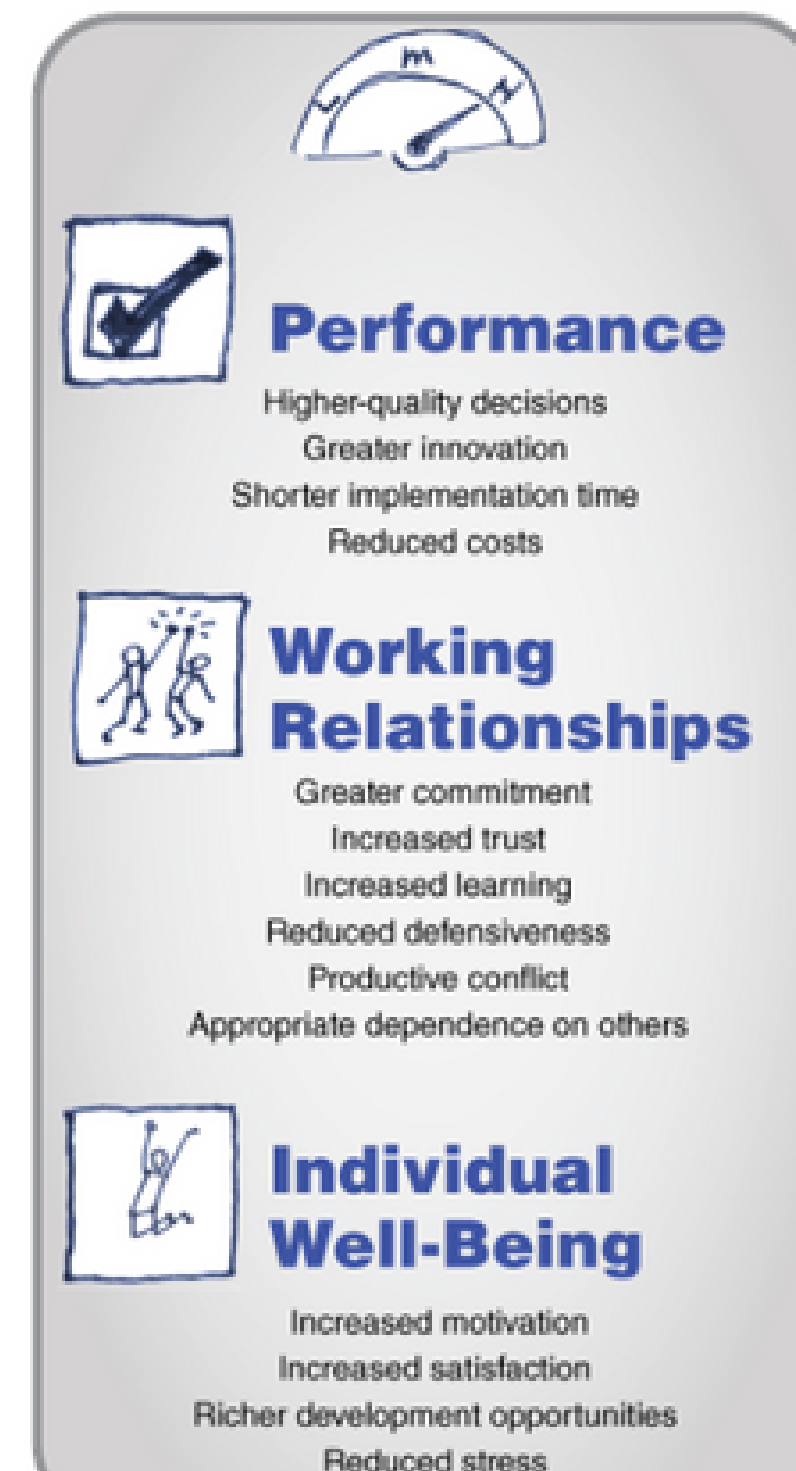 L m H
Performance
Higher-quality decisions
Greater innovation
Shorter implementation time
Reduced costs
Working
Relationships
Greater commitment
Increased trust
Increased learning
Reduced defensiveness
Productive conflict
Appropriate dependence on others
Individual
Well-Being
Increased motivation
Increased satisfaction
Richer development opportunities
Reduced stress